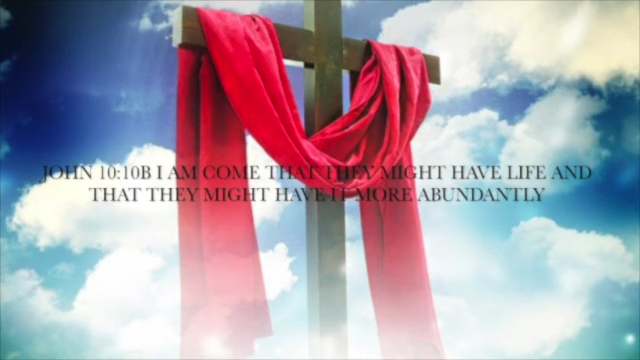 JOHN 10:10B I AM COME THAT THEY MIGHT HAVE LIFE AND
THAT THEY MIGHT HAVE IT MORE ABUNDANTLY